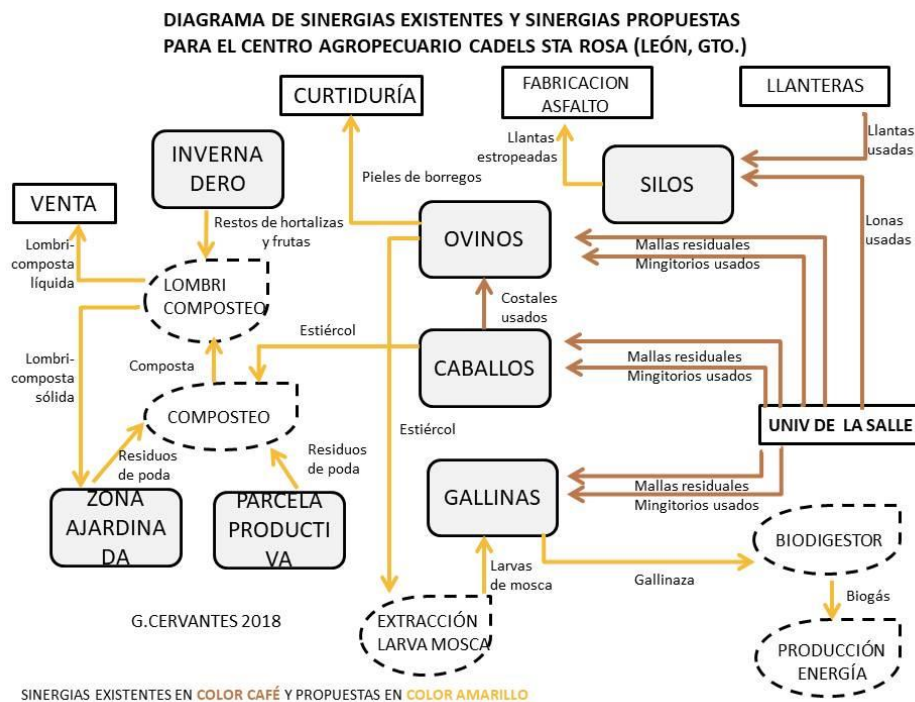 DIAGRAMA DE SINERGIAS EXISTENTES Y SINERGIAS PROPUESTAS
PARA EL CENTRO AGROPECUARIO CADELS STA ROSA (LEÓN, GTO.)
CURTIDURÍA
FABRICACION
ASFALTO
LLANTERAS
INVERNA
DERO
Llantas
estropeadas
Llantas
usadas
Pieles de borregos
SILOS
VENTA
Restos de hortalizas
y frutas
OVINOS
Lonas
usadas
Mallas residuales
Mingitorios usados
Lombri-
composta
líquida
LOMBRI
COMPOSTEO
Costales
usados
Estiércol
CABALLOS
Mallas residuales
Mingitorios usados
Lombri-
composta
sólida
Composta
COMPOSTEO
UNIV DE LA SALLE
Estiércol
Residuos
de poda
Residuos
de poda
GALLINAS
Mallas residuales
Mingitorios usados
ZONA
AJARDINA
DA
PARCELA
PRODUCTI
VA
BIODIGESTOR
Larvas
de mosca
Gallinaza
Biogás
G.CERVANTES 2018
EXTRACCIÓN
LARVA MOSCA
PRODUCCIÓN
ENERGÍA
SINERGIAS EXISTENTES EN COLOR CAFÉ Y PROPUESTAS EN COLOR AMARILLO